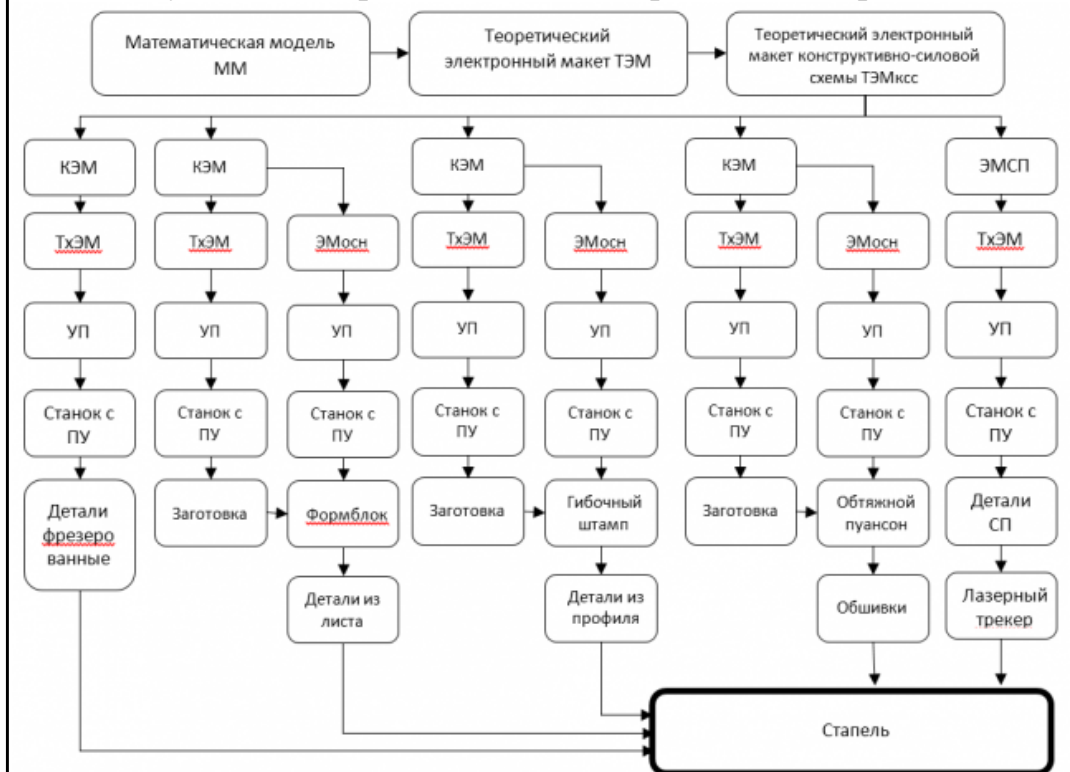 Математическая модель
ММ
Теоретический
электронный макет ТЭМ
Теоретический электронный
макет конструктивно-силовой
схемы ТЭМксс
КЭМ
КЭМ
КЭМ
КЭМ
ЭМСП
ТхЭМ
ТхЭМ
ЭМосн
ТхЭМ
ЭМосн
ТхЭМ
ЭМосн
ТхЭМ
УП
УП
УП
УП
УП
УП
УП
УП
Станок с
ПУ
Станок с
ПУ
Станок с
ПУ
Станок с
ПУ
Станок с
ПУ
Станок с
ПУ
Станок с
ПУ
Станок с
ПУ
Детали
фрезеро
ванные
Заготовка
Формблок
Заготовка
Гибочный
штамп
Заготовка
Обтяжной
пуансон
Детали
СП
Детали из
листа
Детали из
профиля
Обшивки
Лазерный
трекер
Стапель